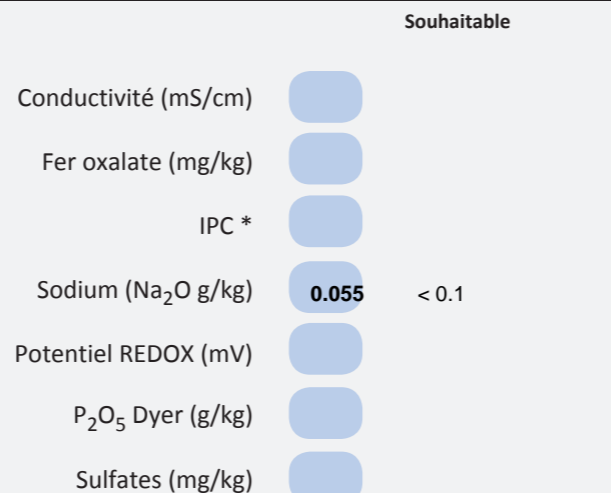 Souhaitable
Conductivité (mS/cm)
Fer oxalate (mg/kg)
IPC *
Sodium (Na₂O g/kg) 0.055 < 0.1
Potentiel REDOX (mV)
P₂O₅ Dyer (g/kg)
Sulfates (mg/kg)